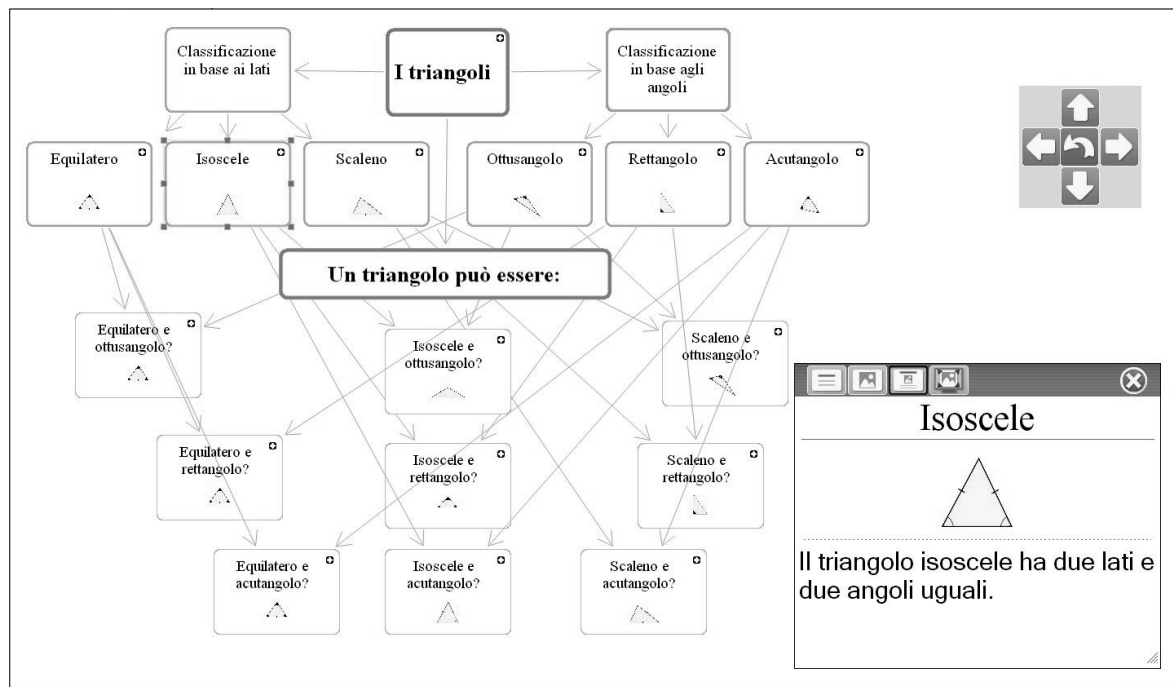 Classificazione
in base ai lati
I triangoli
Classificazione
in base agli
angoli
Equilatero
Isoscele
Scaleno
Ottusangolo
Rettangolo
Acutangolo
Un triangolo può essere:
Equilatero e
ottusangolo?
Isoscele e
ottusangolo?
Scaleno e
ottusangolo?
Equilatero e
rettangolo?
Isoscele e
rettangolo?
Scaleno e
rettangolo?
Equilatero e
acutangolo?
Isoscele e
acutangolo?
Scaleno e
acutangolo?
Isoscele
Il triangolo isoscele ha due lati e
due angoli uguali.